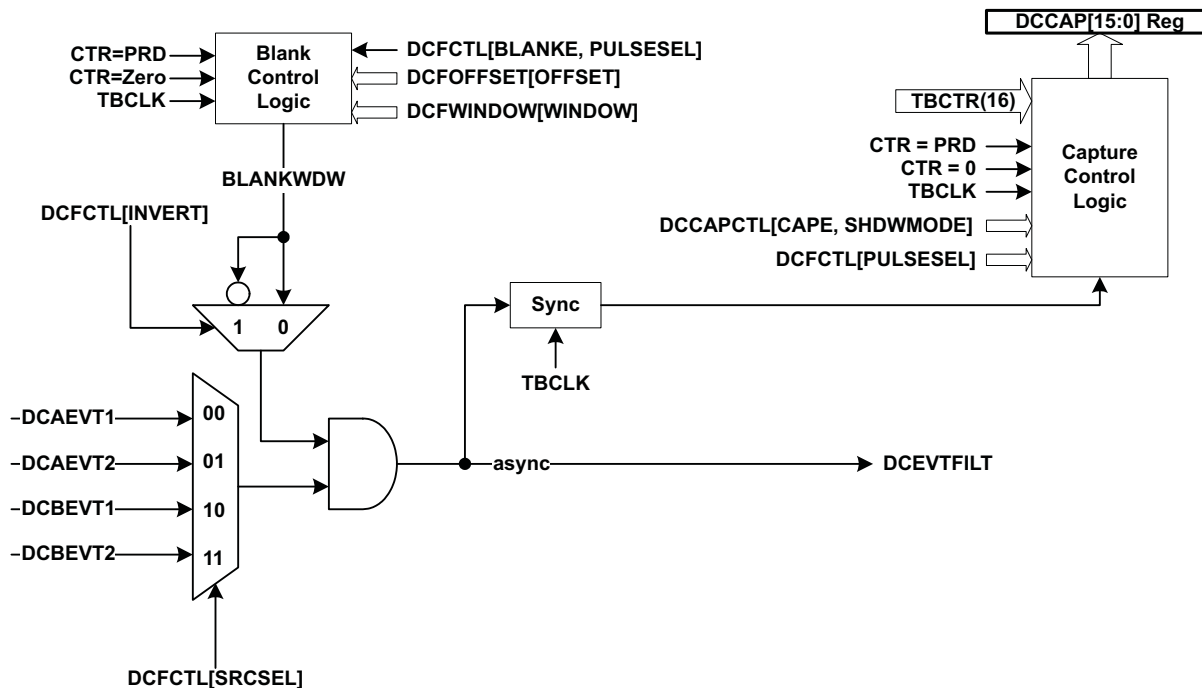 DCCAP[15:0] Reg
CTR=PRD
CTR=Zero
TBCLK
Blank
Control
Logic
DCFCTL[BLANKE, PULSESEL]
DCFOFFSET[OFFSET]
DCFWINDOW[WINDOW]
TBCTR(16)
CTR = PRD
CTR = 0
TBCLK
DCCAPCTL[CAPE, SHDWMODE]
DCFCTL[PULSESEL]
Capture
Control
Logic
BLANKWDW
DCFCTL[INVERT]
1 0
Sync
TBCLK
–DCAEVT1
–DCAEVT2
–DCBEVT1
–DCBEVT2
00
01
10
11
async
DCEVTFILT
DCFCTL[SRCSEL]